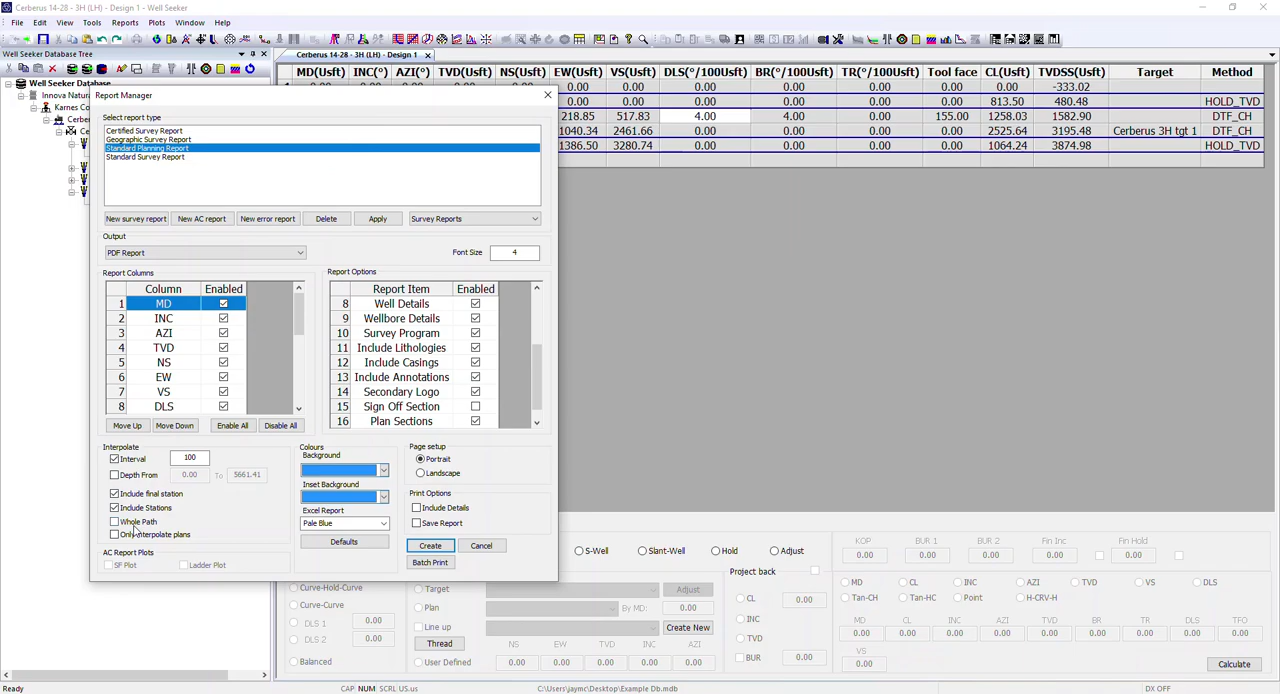 Cerberus 14-28 - 3H (LH) - Design 1 - Well Seeker
File Edit View Tools Reports Plots Window Help
Well Seeker Database Tree
Cerberus 14-28 - 3H (LH) - Design 1
Well Seeker Database
Innova Natur
Karnes Co
Cerbe
Ce
MD(Usft) INC(°) AZI(°) TVD(Usft) NS(Usft) EW(Usft) VS(Usft) DLS(°/100Usft) BR(°/100Usft) TR(°/100Usft) Tool face CL(Usft) TVDSS(Usft) Target Method
0.00 0.00 0.00 0.00 0.00 0.00 -333.02
0.00 0.00 0.00 0.00 0.00 0.00 813.50 480.48 HOLD_TVD
218.85 517.83 4.00 4.00 0.00 155.00 1258.03 1582.90 DTF_CH
1040.34 2461.66 0.00 0.00 0.00 0.00 2525.64 3195.48 Cerberus 3H tgt 1 DTF_CH
1386.50 3280.74 0.00 0.00 0.00 0.00 1064.24 3874.98 HOLD_TVD
Report Manager
Select report type
Certified Survey Report
Geographic Survey Report
Standard Planning Report
Standard Survey Report
New survey report New AC report New error report Delete Apply Survey Reports
Output
PDF Report Font Size 4
Report Columns
Column Enabled
1 MD
2 INC
3 AZI
4 TVD
5 NS
6 EW
7 VS
8 DLS
Move Up Move Down Enable All Disable All
Report Options
Report Item Enabled
8 Well Details
9 Wellbore Details
10 Survey Program
11 Include Lithologies
12 Include Casings
13 Include Annotations
14 Secondary Logo
15 Sign Off Section
16 Plan Sections
Interpolate
Interval 100
Depth From 0.00 To 5661.41
Include final station
Include Stations
Whole Path
Only interpolate plans
AC Report Plots
SF Plot Ladder Plot
Colours
Background
Inset Background
Excel Report
Pale Blue
Defaults
Page setup
Portrait
Landscape
Print Options
Include Details
Save Report
Create Cancel
Batch Print
S-Well Slant-Well Hold Adjust
Project back
CL 0.00
INC
TVD
BUR 0.00
Curve-Hold-Curve
Curve-Curve
DLS 1 0.00
DLS 2 0.00
Balanced
Target Adjust
Plan By MD: 0.00
Line up Create New
Thread NS EW TVD INC AZI
User Defined 0.00 0.00 0.00 0.00 0.00
KOP BUR 1 BUR 2 Fin Inc Fin Hold
0.00 0.00 0.00 0.00 0.00
MD CL INC AZI TVD VS DLS
Tan-CH Tan-HC Point H-CRV-H
MD CL INC AZI TVD BR TR DLS TFO
0.00 0.00 0.00 0.00 0.00 0.00 0.00 0.00 0.00
VS
0.00
Calculate
Ready CAP NUM SCRL US.us C:\Users\jaymc\Desktop\Example Db.mdb DX OFF